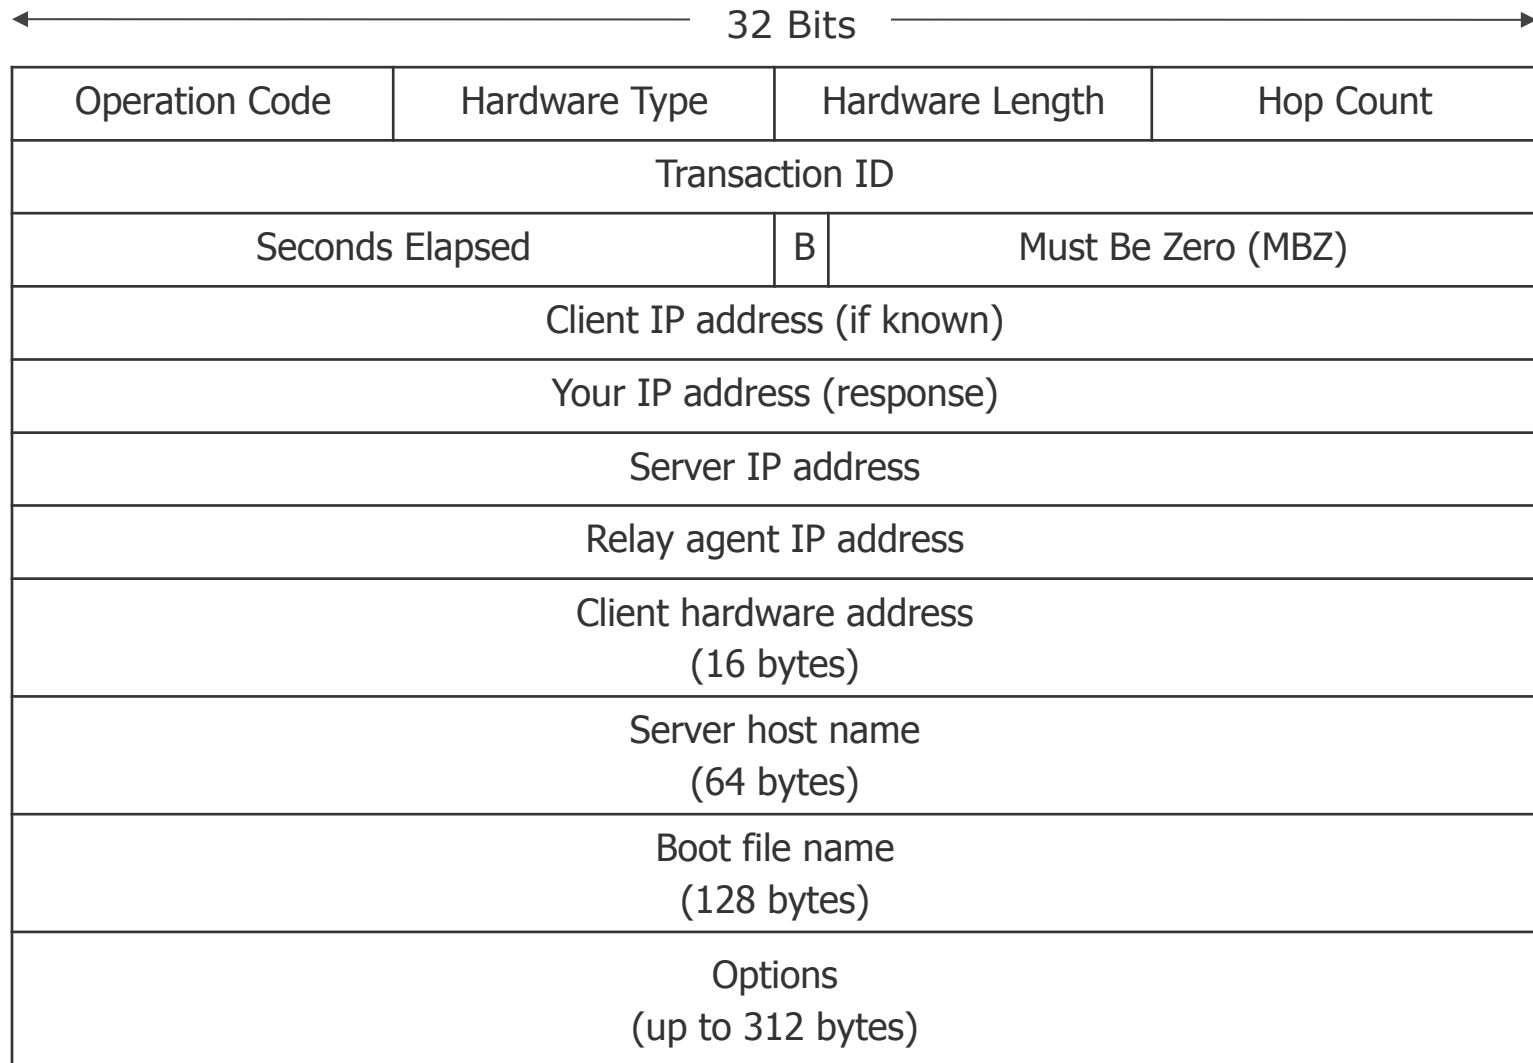 32 Bits
Operation Code Hardware Type Hardware Length Hop Count
Transaction ID
Seconds Elapsed B Must Be Zero (MBZ)
Client IP address (if known)
Your IP address (response)
Server IP address
Relay agent IP address
Client hardware address
(16 bytes)
Server host name
(64 bytes)
Boot file name
(128 bytes)
Options
(up to 312 bytes)